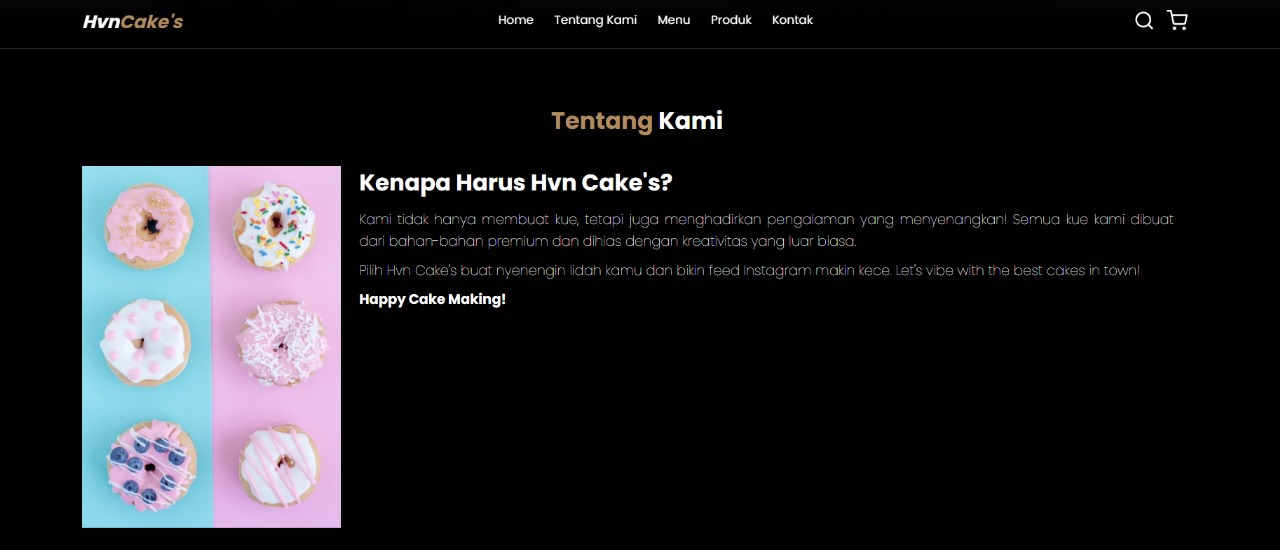 HvnCake's
Home Tentang Kami Menu Produk Kontak
Tentang Kami
Kenapa Harus Hvn Cake's?
Kami tidak hanya membuat kue, tetapi juga menghadirkan pengalaman yang menyenangkan! Semua kue kami dibuat
dari bahan-bahan premium dan dihias dengan kreativitas yang luar biasa.
Pilih Hvn Cake's buat nyenengin lidah kamu dan bikin feed Instagram makin kece. Let's vibe with the best cakes in town!
Happy Cake Making!